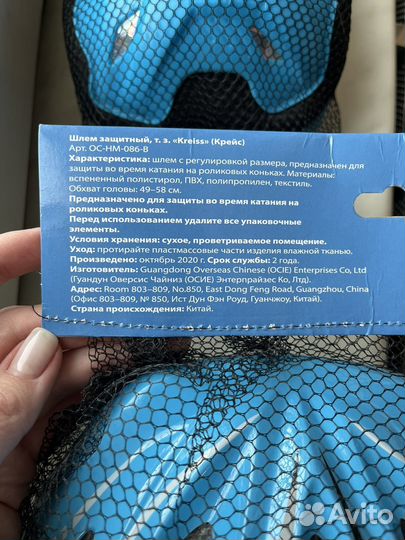 Шлем защитный, т. з. «Kreiss» (Крейс)
Арт. OC-HM-086-B
Характеристика: шлем с регулировкой размера, предназначен для
защиты во время катания на роликовых коньках. Материалы:
вспененный полистирол, ПВХ, полипропилен, текстиль.
Обхват головы: 49–58 см.
Предназначено для защиты во время катания на
роликовых коньках.
Перед использованием удалите все упаковочные
элементы.
Условия хранения: сухое, проветриваемое помещение.
Уход: протирайте пластмассовые части изделия влажной тканью.
Произведено: октябрь 2020 г. Срок службы: 2 года.
Изготовитель: Guangdong Overseas Chinese (OCIE) Enterprises Co, Ltd
(Гуандун Оверсис Чайниз (ОСИЕ) Энтерпрайзес Ко, Лтд).
Адрес: Room 803–809, No.850, East Dong Feng Road, Guangzhou, China
(Офис 803–809, № 850, Ист Дун Фэн Роуд, Гуанчжоу, Китай).
Страна происхождения: Китай.
Avito